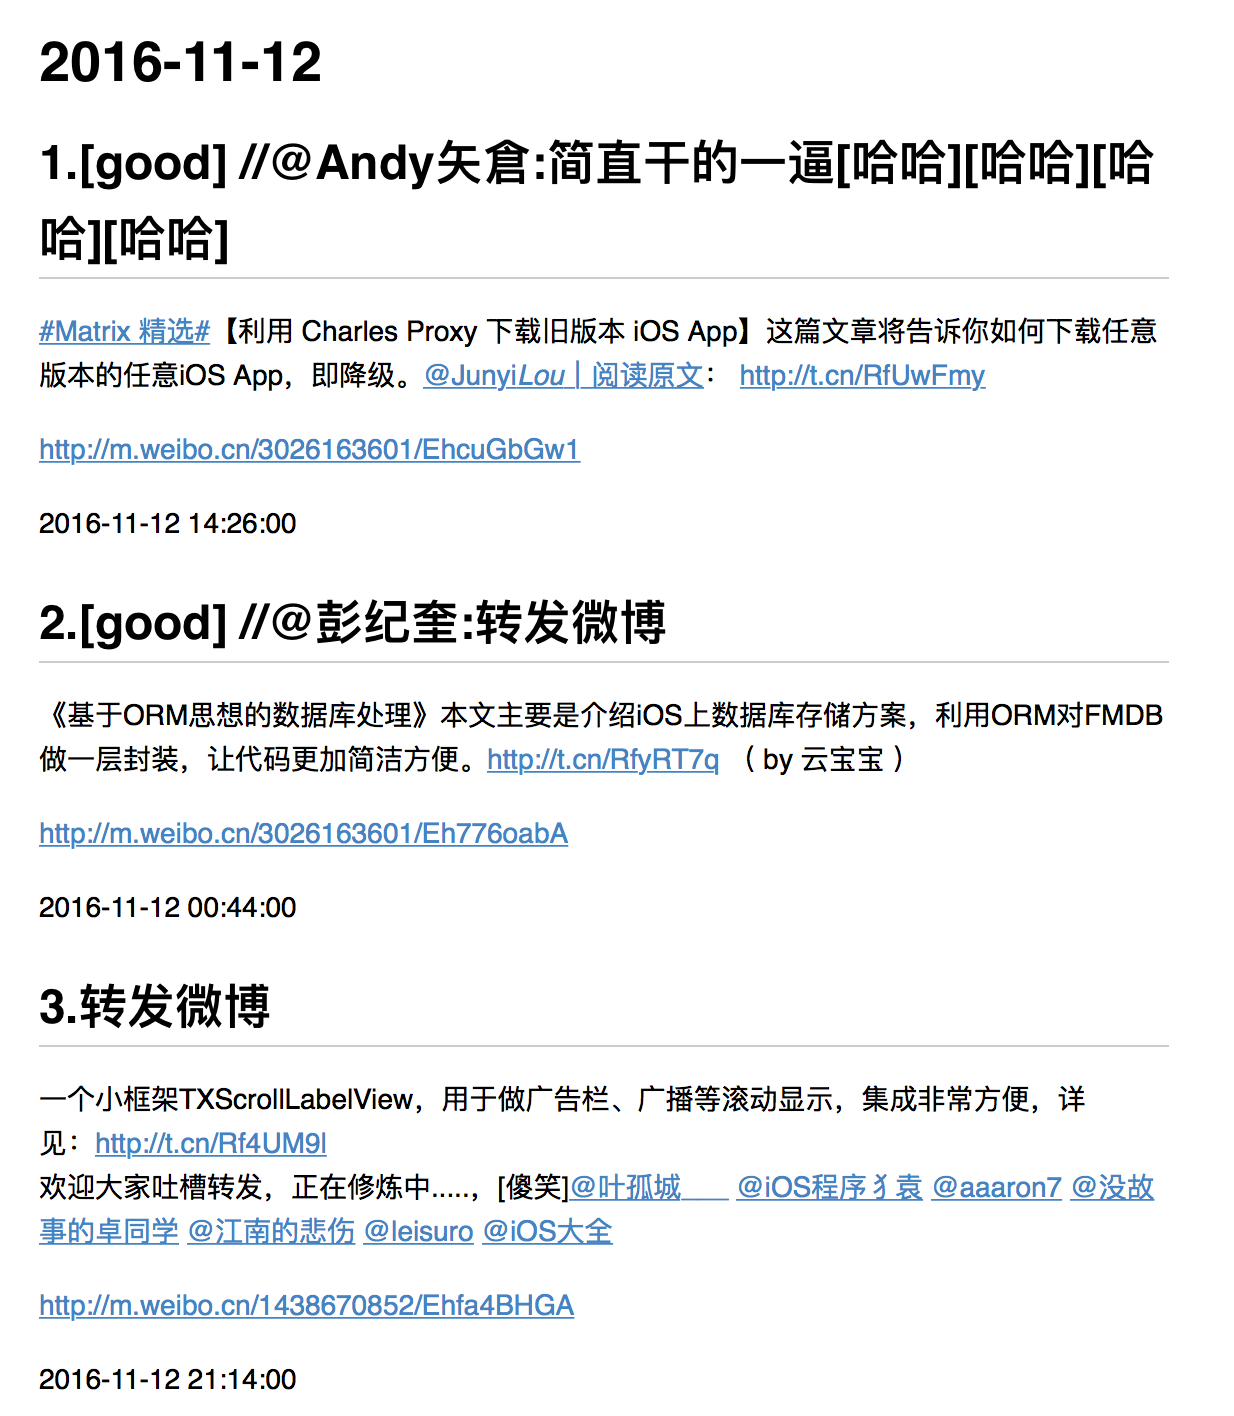 2016-11-12
1.[good] //@Andy矢倉:简直干的一逼[哈哈][哈哈][哈
哈][哈哈]
#Matrix 精选#【利用 Charles Proxy 下载旧版本 iOS App】这篇文章将告诉你如何下载任意
版本的任意iOS App，即降级。@JunyiLou | 阅读原文： http://t.cn/RfUwFmy
http://m.weibo.cn/3026163601/EhcuGbGw1
2016-11-12 14:26:00
2.[good] //@彭纪奎:转发微博
《基于ORM思想的数据库处理》本文主要是介绍iOS上数据库存储方案，利用ORM对FMDB
做一层封装，让代码更加简洁方便。http://t.cn/RfyRT7q （ by 云宝宝 ）
http://m.weibo.cn/3026163601/Eh776oabA
2016-11-12 00:44:00
3.转发微博
一个小框架TXScrollLabelView，用于做广告栏、广播等滚动显示，集成非常方便，详
见：http://t.cn/Rf4UM9l
欢迎大家吐槽转发，正在修炼中.....，[傻笑]@叶孤城___ @iOS程序犭袁 @aaaron7 @没故
事的卓同学 @江南的悲伤 @leisuro @iOS大全
http://m.weibo.cn/1438670852/Ehfa4BHGA
2016-11-12 21:14:00